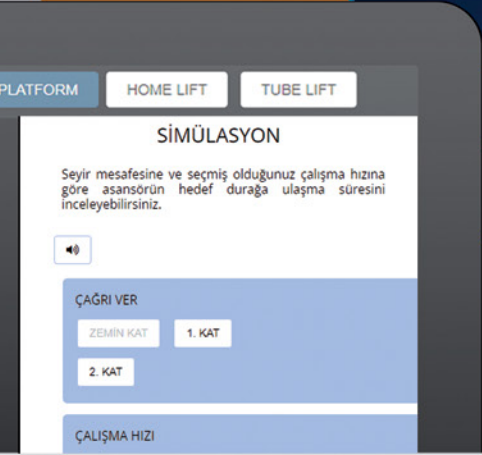 PLATFORM HOME LIFT TUBE LIFT
SİMÜLASYON
Seyir mesafesine ve seçmiş olduğunuz çalışma hızına
göre asansörün hedef durağa ulaşma süresini
inceleyebilirsiniz.
ÇAĞRI VER
ZEMİN KAT 1. KAT
2. KAT
ÇALIŞMA HIZI